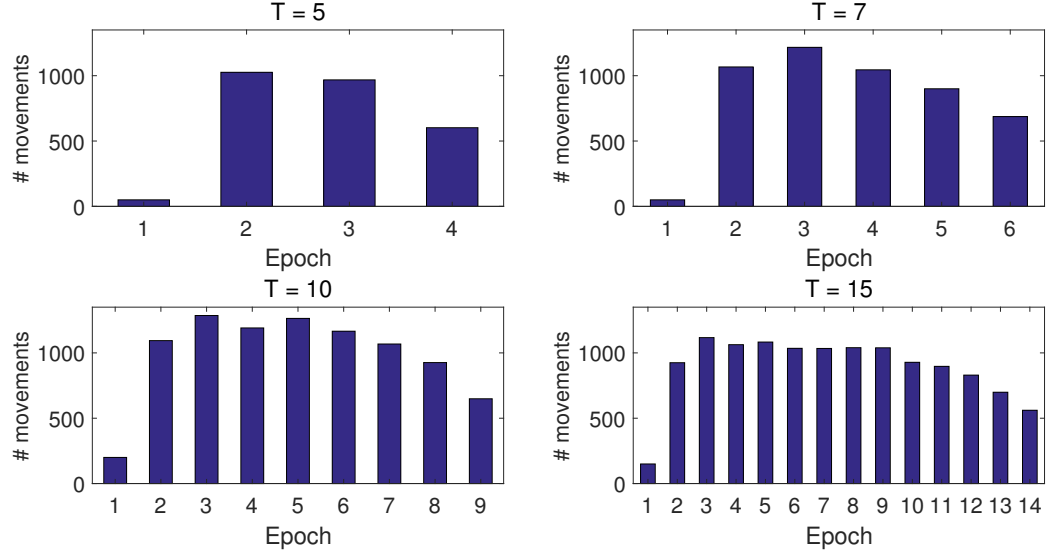 T = 5
1000
500
0
# movements
1 2 3 4
Epoch
T = 7
1000
500
0
# movements
1 2 3 4 5 6
Epoch
T = 10
1000
500
0
# movements
1 2 3 4 5 6 7 8 9
Epoch
T = 15
1000
500
0
# movements
1 2 3 4 5 6 7 8 9 10 11 12 13 14
Epoch